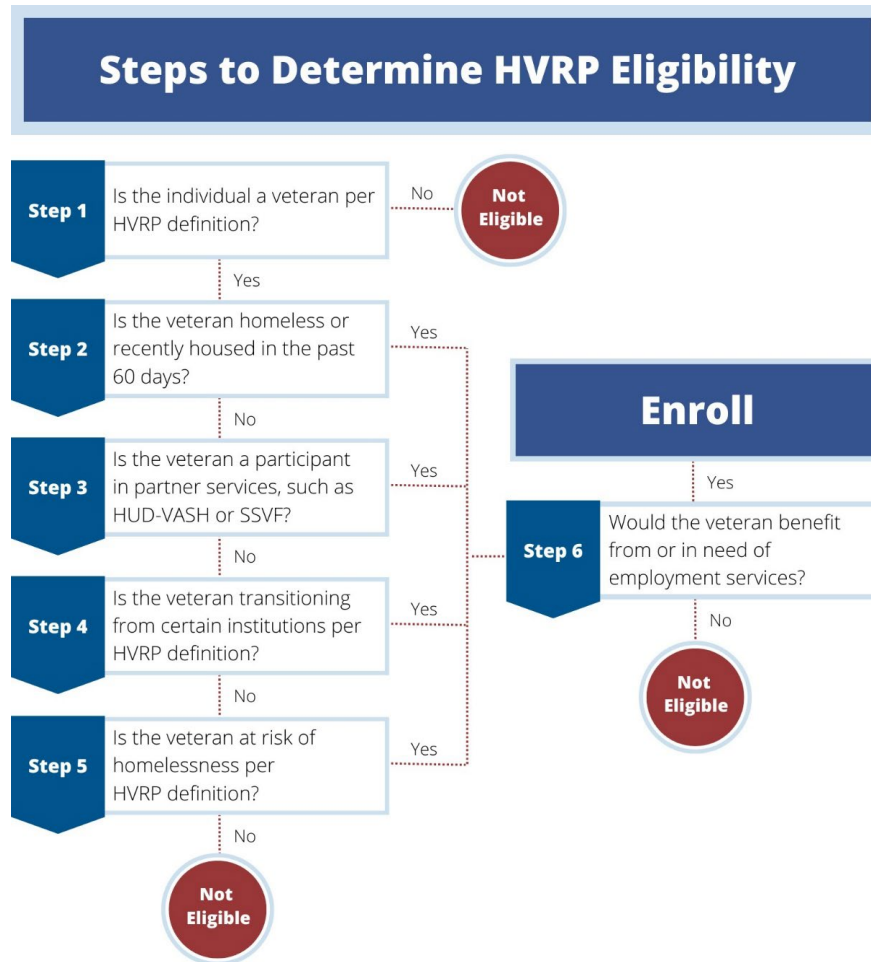 Steps to Determine HVRP Eligibility
Step 1
Is the individual a veteran per
HVRP definition?
No
Not
Eligible
Yes
Step 2
Is the veteran homeless or
recently housed in the past
60 days?
Yes
No
Step 3
Is the veteran a participant
in partner services, such as
HUD-VASH or SSVF?
Yes
No
Step 4
Is the veteran transitioning
from certain institutions per
HVRP definition?
Yes
No
Step 5
Is the veteran at risk of
homelessness per
HVRP definition?
Yes
No
Not
Eligible
Enroll
Yes
Step 6
Would the veteran benefit
from or in need of
employment services?
No
Not
Eligible